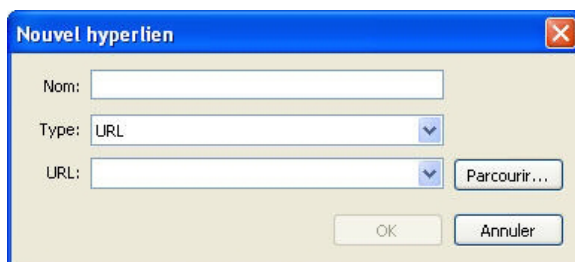 Nouvel hyperlien
Nom:
Type: URL
URL: Parcourir...
OK Annuler